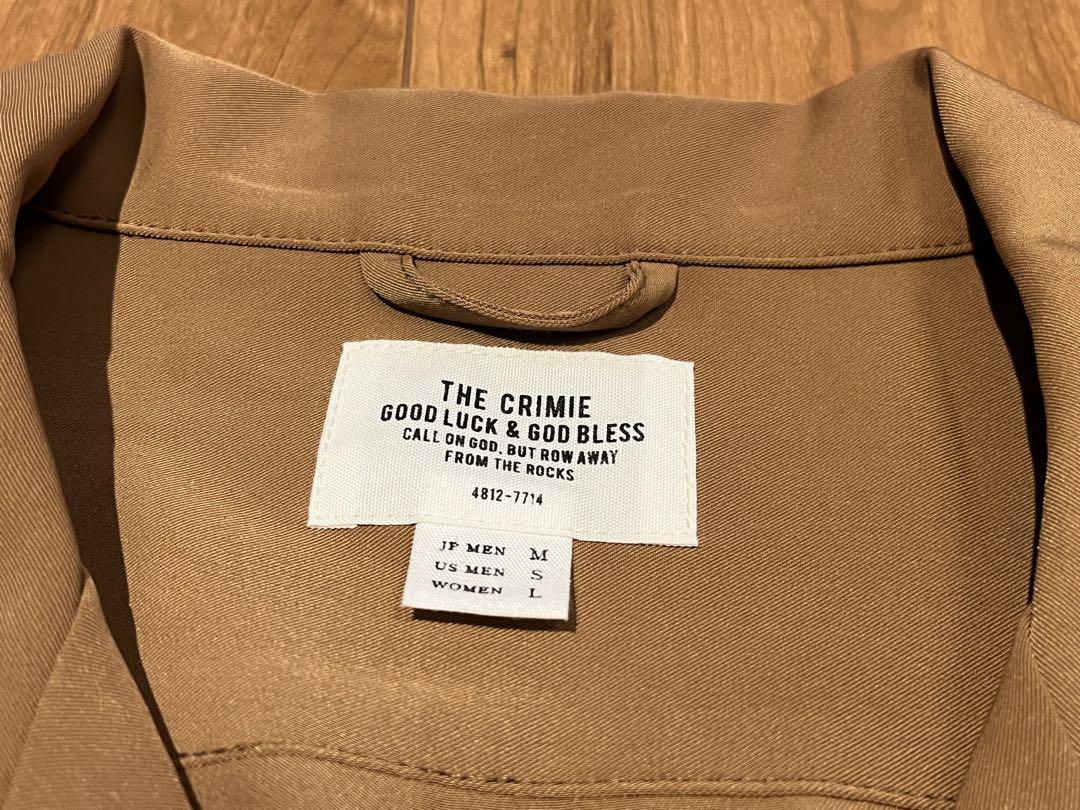 THE CRIMIE
GOOD LUCK & GOD BLESS
CALL ON GOD, BUT ROW AWAY
FROM THE ROCKS
4812-7714
JP MEN M
US MEN S
WOMEN L